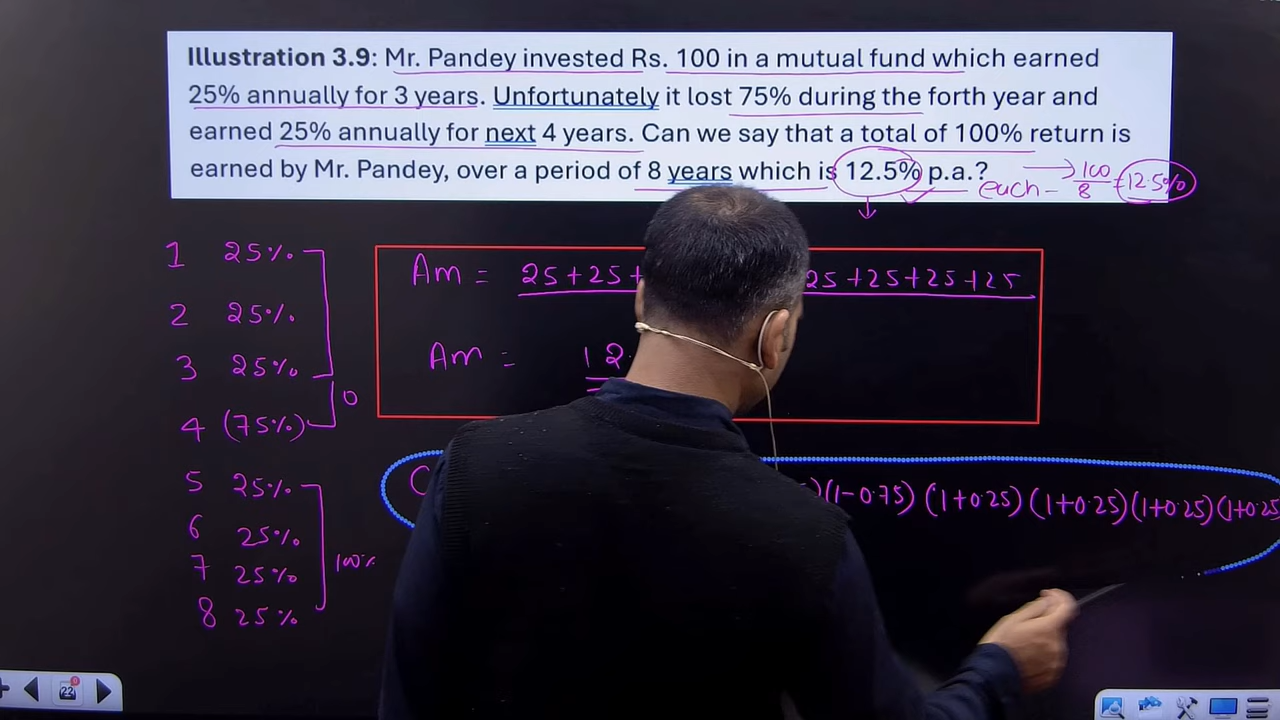 Illustration 3.9: Mr. Pandey invested Rs. 100 in a mutual fund which earned
25% annually for 3 years. Unfortunately it lost 75% during the forth year and
earned 25% annually for next 4 years. Can we say that a total of 100% return is
earned by Mr. Pandey, over a period of 8 years which is 12.5% p.a.?
each - → 100/8 = 12.5%
1 25%
2 25%
3 25%
4 (75%) 0
5 25%
6 25%
7 25% 100%
8 25%
Am = 25+25+ 25+25+25+25
Am = 12.
)(1-0.75) (1+0.25) (1+0.25) (1+0.25) (1+0.25
22